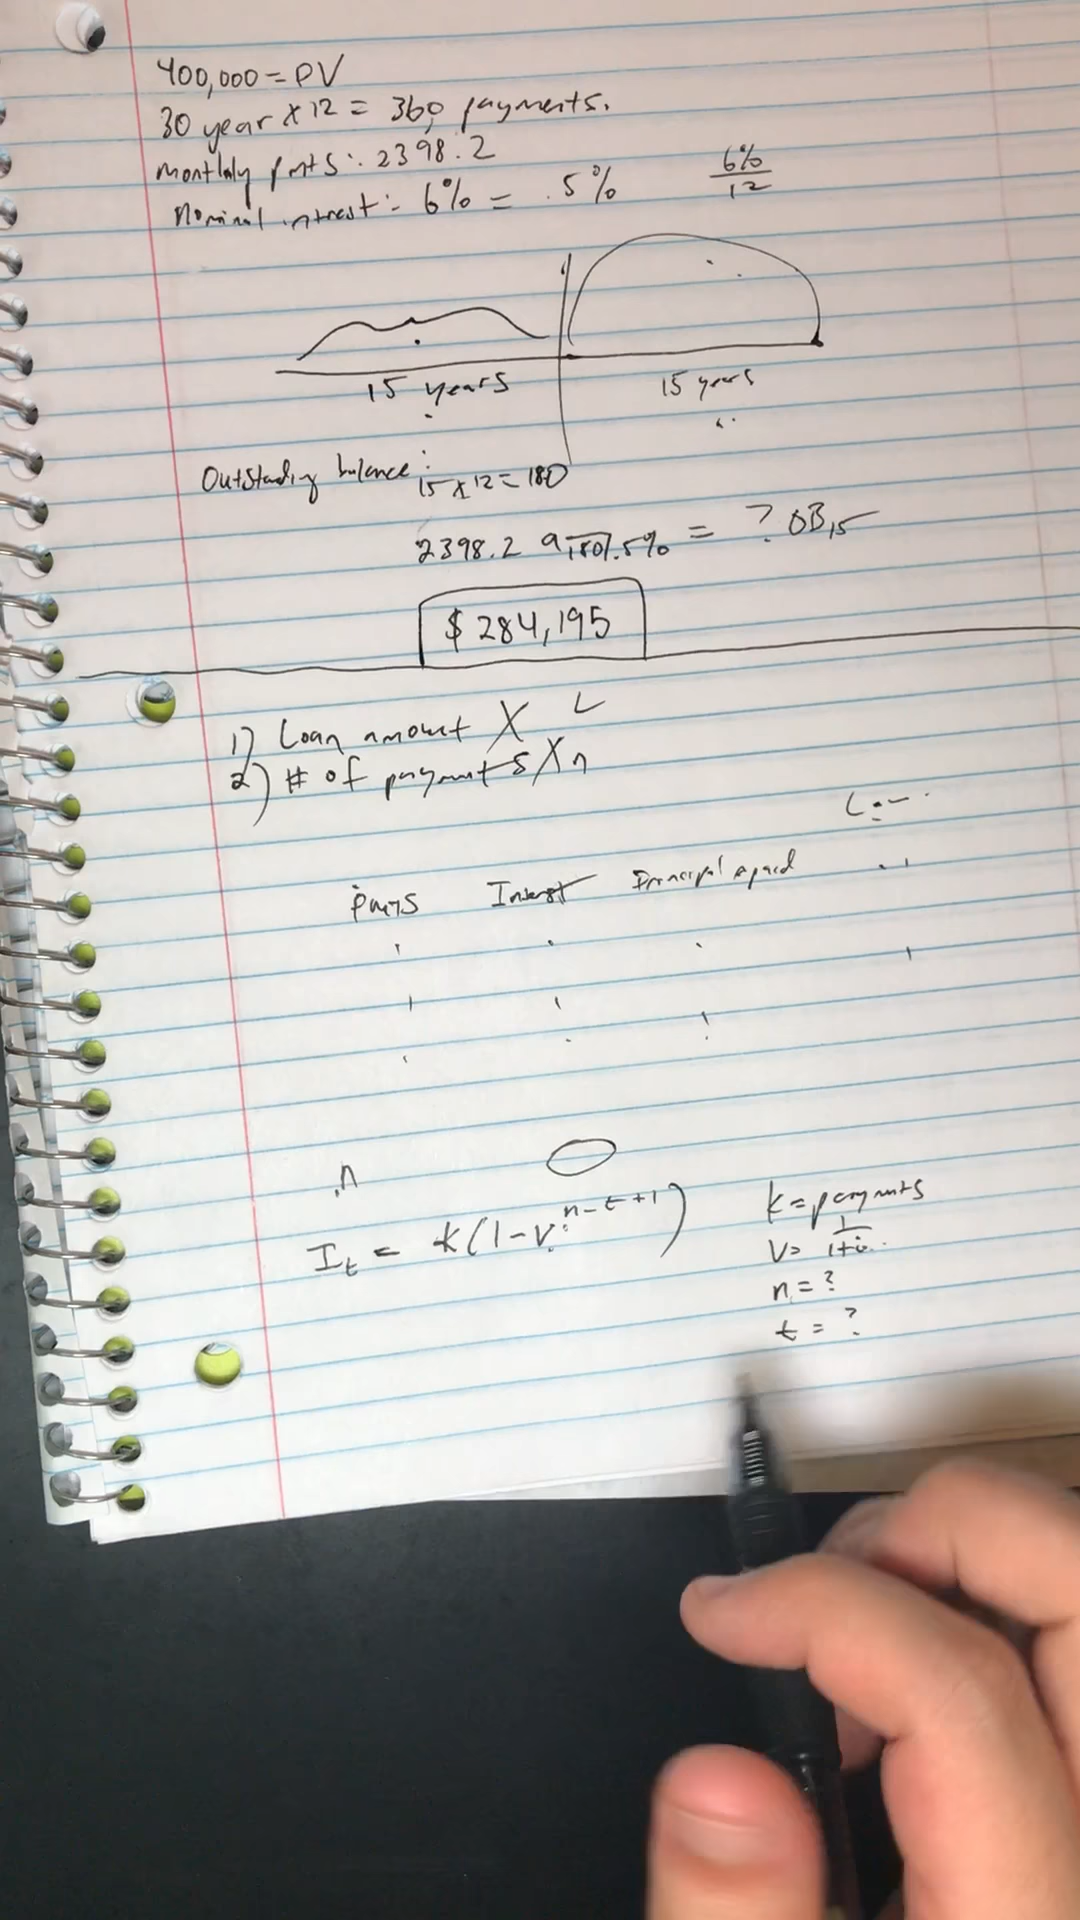 400,000 = PV
30 year x 12 = 360 payments.
monthly pmts: 2398.2
Nominal intrest: 6% = .5% 6%/12
15 years 15 years
Outstanding balance:
15 x 12 = 180
2398.2 a180|.5% = ? OB15
$ 284,195
1) Loan amount X L
2) # of payments X n
Pmts Interest Principal repaid
n
It = k(1-v^n-t+1)
k = payments
v = 1/1+i
n = ?
t = ?